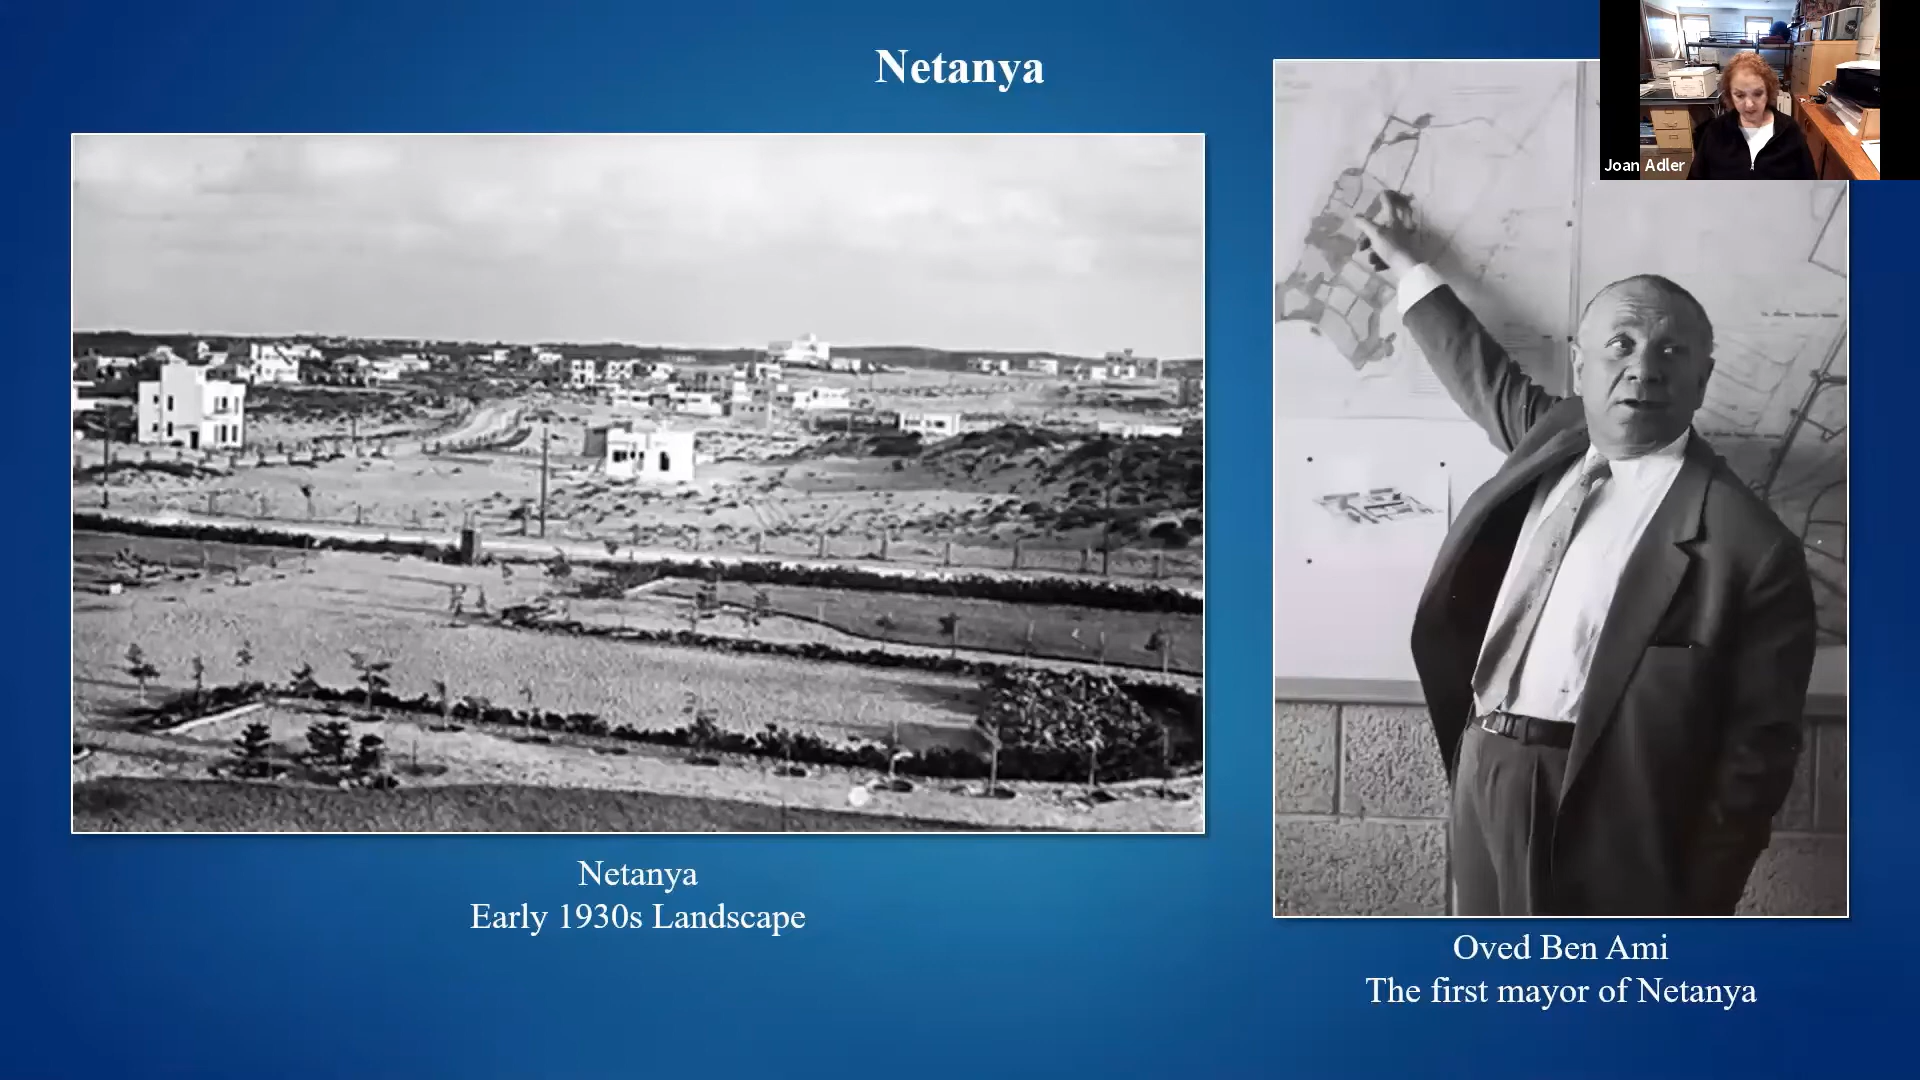 Netanya
Joan Adler
Netanya
Early 1930s Landscape
Oved Ben Ami
The first mayor of Netanya